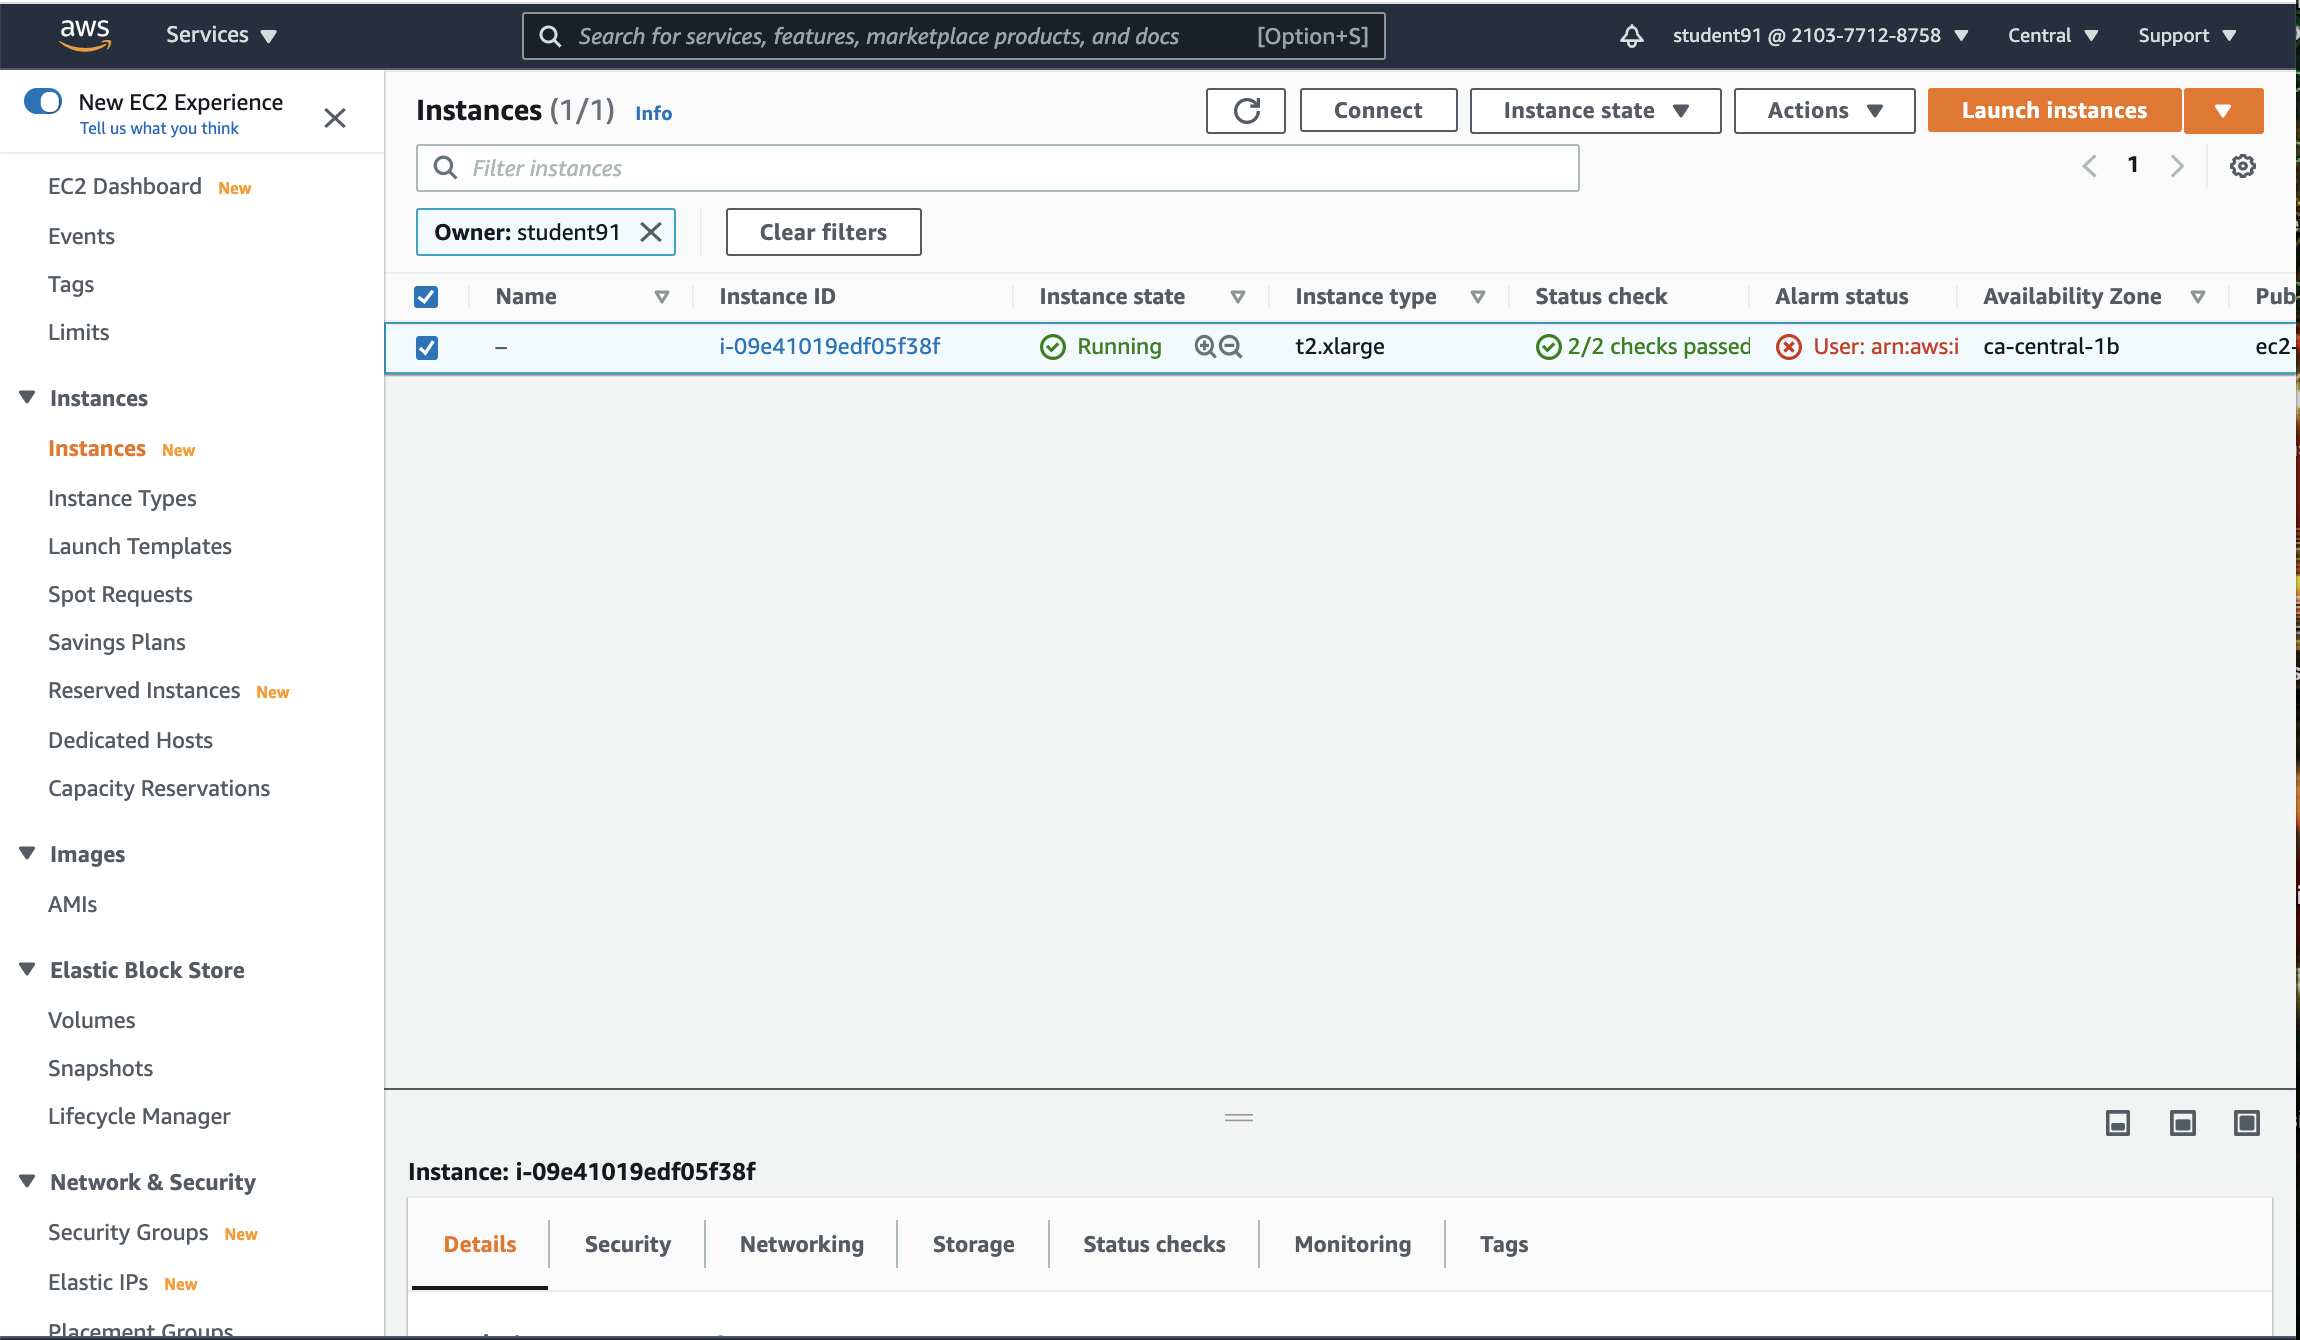 aws
Services
Search for services, features, marketplace products, and docs [Option+S]
student91 @ 2103-7712-8758
Central
Support
New EC2 Experience
Tell us what you think
EC2 Dashboard New
Events
Tags
Limits
Instances
Instances New
Instance Types
Launch Templates
Spot Requests
Savings Plans
Reserved Instances New
Dedicated Hosts
Capacity Reservations
Images
AMIs
Elastic Block Store
Volumes
Snapshots
Lifecycle Manager
Network & Security
Security Groups New
Elastic IPs New
Placement Groups
Instances (1/1) Info
Connect
Instance state
Actions
Launch instances
Filter instances
1
Owner: student91
Clear filters
Name Instance ID Instance state Instance type Status check Alarm status Availability Zone Pub
– i-09e41019edf05f38f Running t2.xlarge 2/2 checks passed User: arn:aws:i ca-central-1b ec2-
Instance: i-09e41019edf05f38f
Details Security Networking Storage Status checks Monitoring Tags